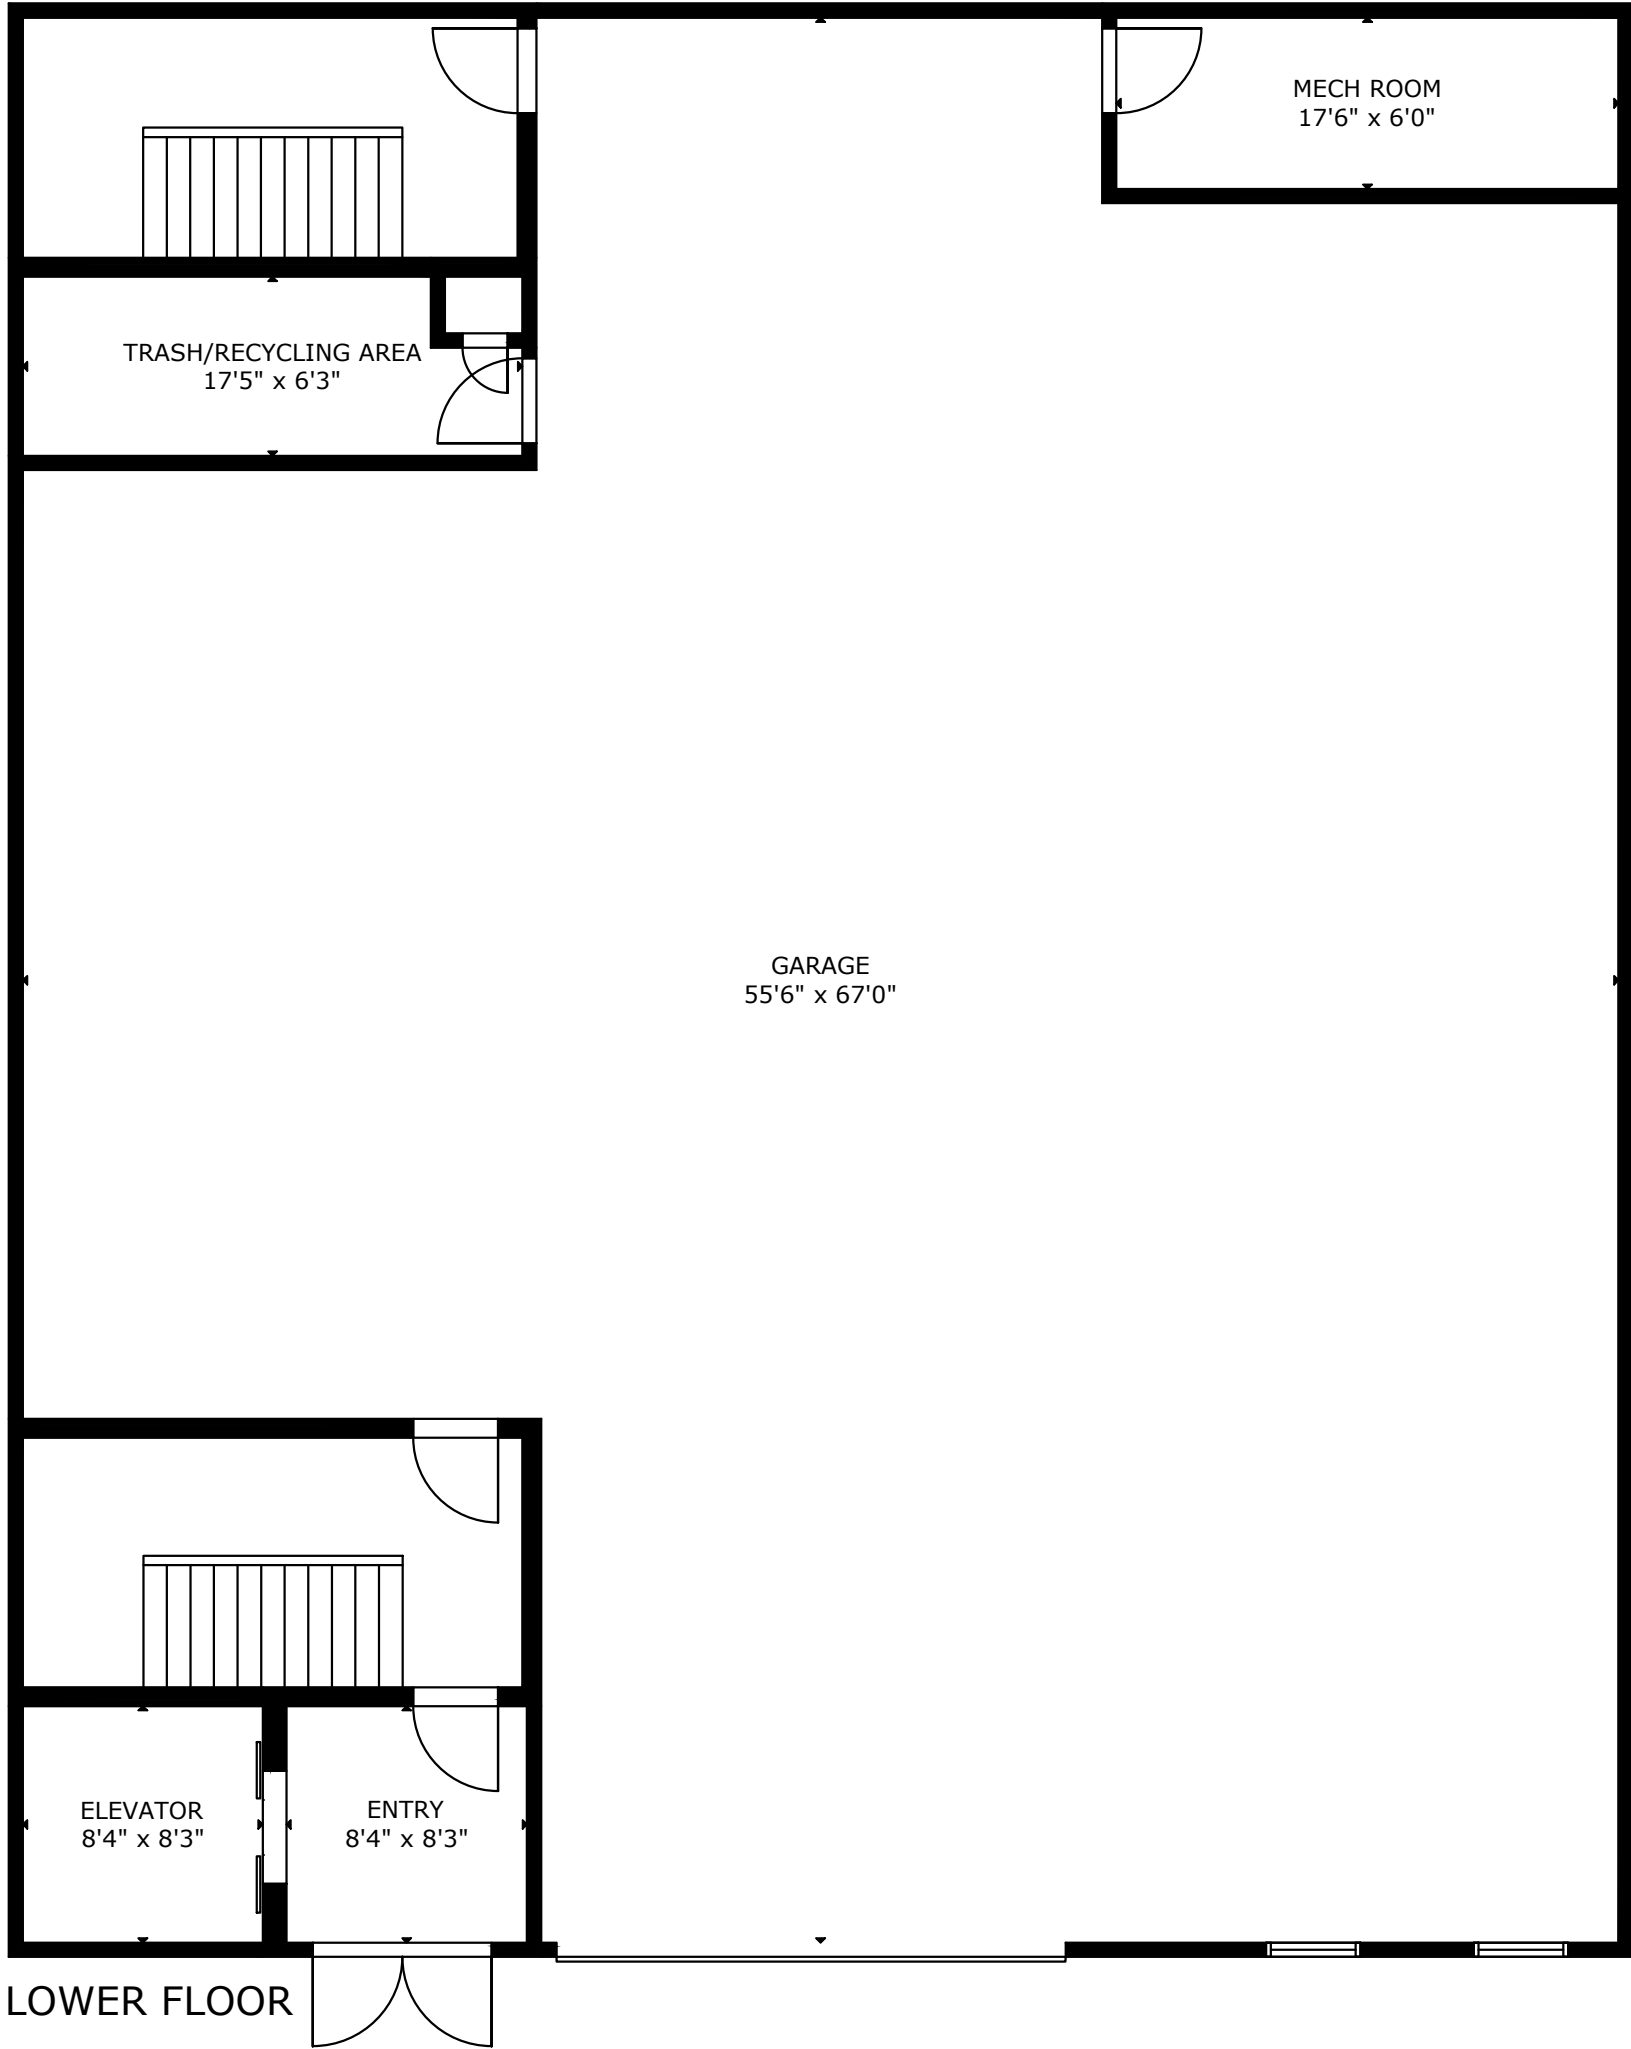 MECH ROOM
17'6" x 6'0"
TRASH/RECYCLING AREA
17'5" x 6'3"
GARAGE
55'6" x 67'0"
ELEVATOR
8'4" x 8'3"
ENTRY
8'4" x 8'3"
LOWER FLOOR